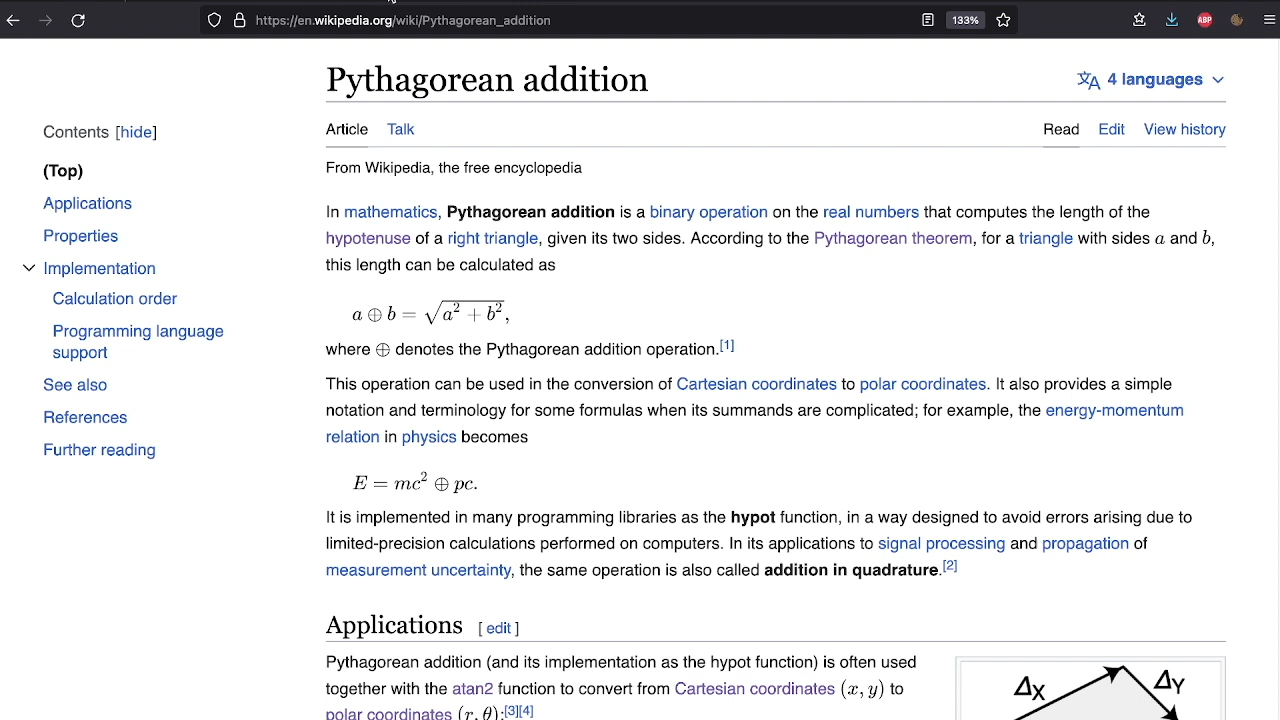 https://en.wikipedia.org/wiki/Pythagorean_addition
133%
ABP
Pythagorean addition
4 languages
Contents [hide]
Article Talk
Read Edit View history
(Top)
From Wikipedia, the free encyclopedia
Applications
Properties
Implementation
Calculation order
Programming language
support
See also
References
Further reading
In mathematics, Pythagorean addition is a binary operation on the real numbers that computes the length of the
hypotenuse of a right triangle, given its two sides. According to the Pythagorean theorem, for a triangle with sides a and b,
this length can be calculated as
a ⊕ b = √(a² + b²),
where ⊕ denotes the Pythagorean addition operation.[1]
This operation can be used in the conversion of Cartesian coordinates to polar coordinates. It also provides a simple
notation and terminology for some formulas when its summands are complicated; for example, the energy-momentum
relation in physics becomes
E = mc² ⊕ pc.
It is implemented in many programming libraries as the hypot function, in a way designed to avoid errors arising due to
limited-precision calculations performed on computers. In its applications to signal processing and propagation of
measurement uncertainty, the same operation is also called addition in quadrature.[2]
Applications [ edit ]
Pythagorean addition (and its implementation as the hypot function) is often used
together with the atan2 function to convert from Cartesian coordinates (x, y) to
polar coordinates (r, θ):[3][4]
ΔX
ΔY